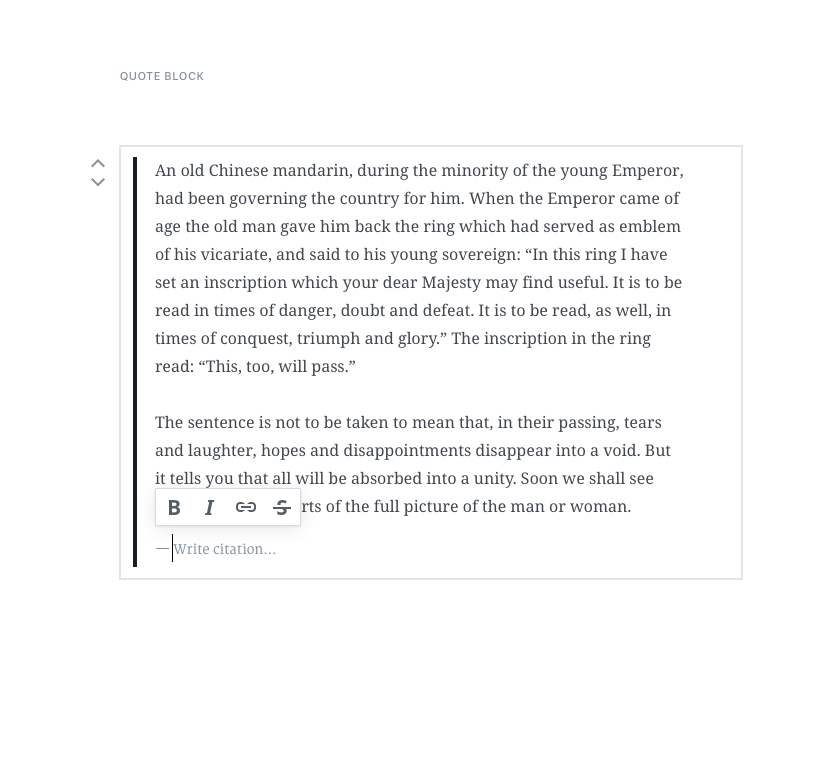 QUOTE BLOCK
An old Chinese mandarin, during the minority of the young Emperor,
had been governing the country for him. When the Emperor came of
age the old man gave him back the ring which had served as emblem
of his vicariate, and said to his young sovereign: “In this ring I have
set an inscription which your dear Majesty may find useful. It is to be
read in times of danger, doubt and defeat. It is to be read, as well, in
times of conquest, triumph and glory.” The inscription in the ring
read: “This, too, will pass.”
The sentence is not to be taken to mean that, in their passing, tears
and laughter, hopes and disappointments disappear into a void. But
it tells you that all will be absorbed into a unity. Soon we shall see
B I S
of the full picture of the man or woman.
— Write citation…